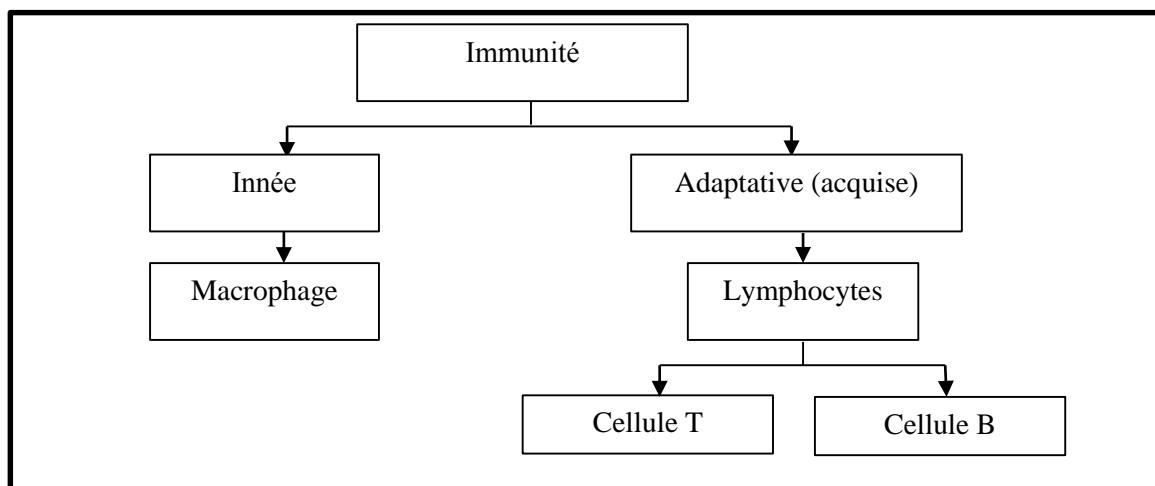 Immunité
Innée
Adaptative (acquise)
Macrophage
Lymphocytes
Cellule T
Cellule B